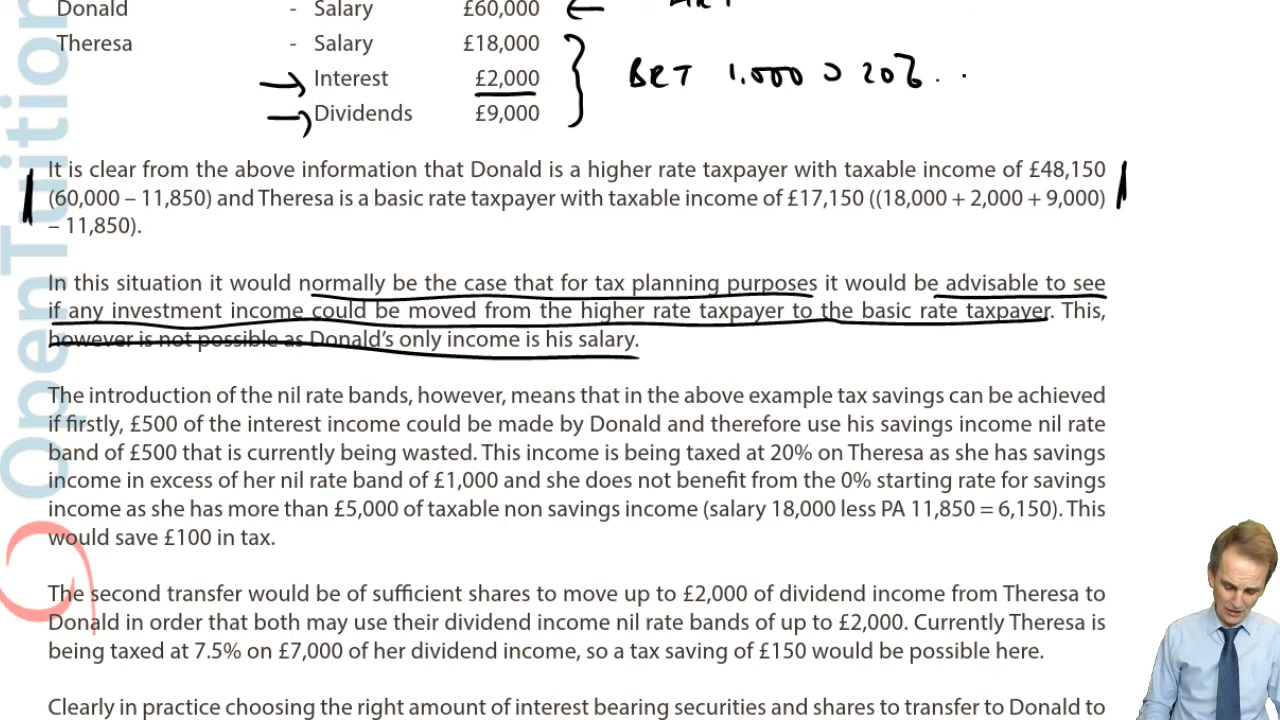 Donald - Salary £60,000
Theresa - Salary £18,000
Interest £2,000
Dividends £9,000
BRT 1.000 20%..
It is clear from the above information that Donald is a higher rate taxpayer with taxable income of £48,150
(60,000 – 11,850) and Theresa is a basic rate taxpayer with taxable income of £17,150 ((18,000 + 2,000 + 9,000)
– 11,850).
In this situation it would normally be the case that for tax planning purposes it would be advisable to see
if any investment income could be moved from the higher rate taxpayer to the basic rate taxpayer. This,
however is not possible as Donald’s only income is his salary.
The introduction of the nil rate bands, however, means that in the above example tax savings can be achieved
if firstly, £500 of the interest income could be made by Donald and therefore use his savings income nil rate
band of £500 that is currently being wasted. This income is being taxed at 20% on Theresa as she has savings
income in excess of her nil rate band of £1,000 and she does not benefit from the 0% starting rate for savings
income as she has more than £5,000 of taxable non savings income (salary 18,000 less PA 11,850 = 6,150). This
would save £100 in tax.
The second transfer would be of sufficient shares to move up to £2,000 of dividend income from Theresa to
Donald in order that both may use their dividend income nil rate bands of up to £2,000. Currently Theresa is
being taxed at 7.5% on £7,000 of her dividend income, so a tax saving of £150 would be possible here.
Clearly in practice choosing the right amount of interest bearing securities and shares to transfer to Donald to
OpenTuition